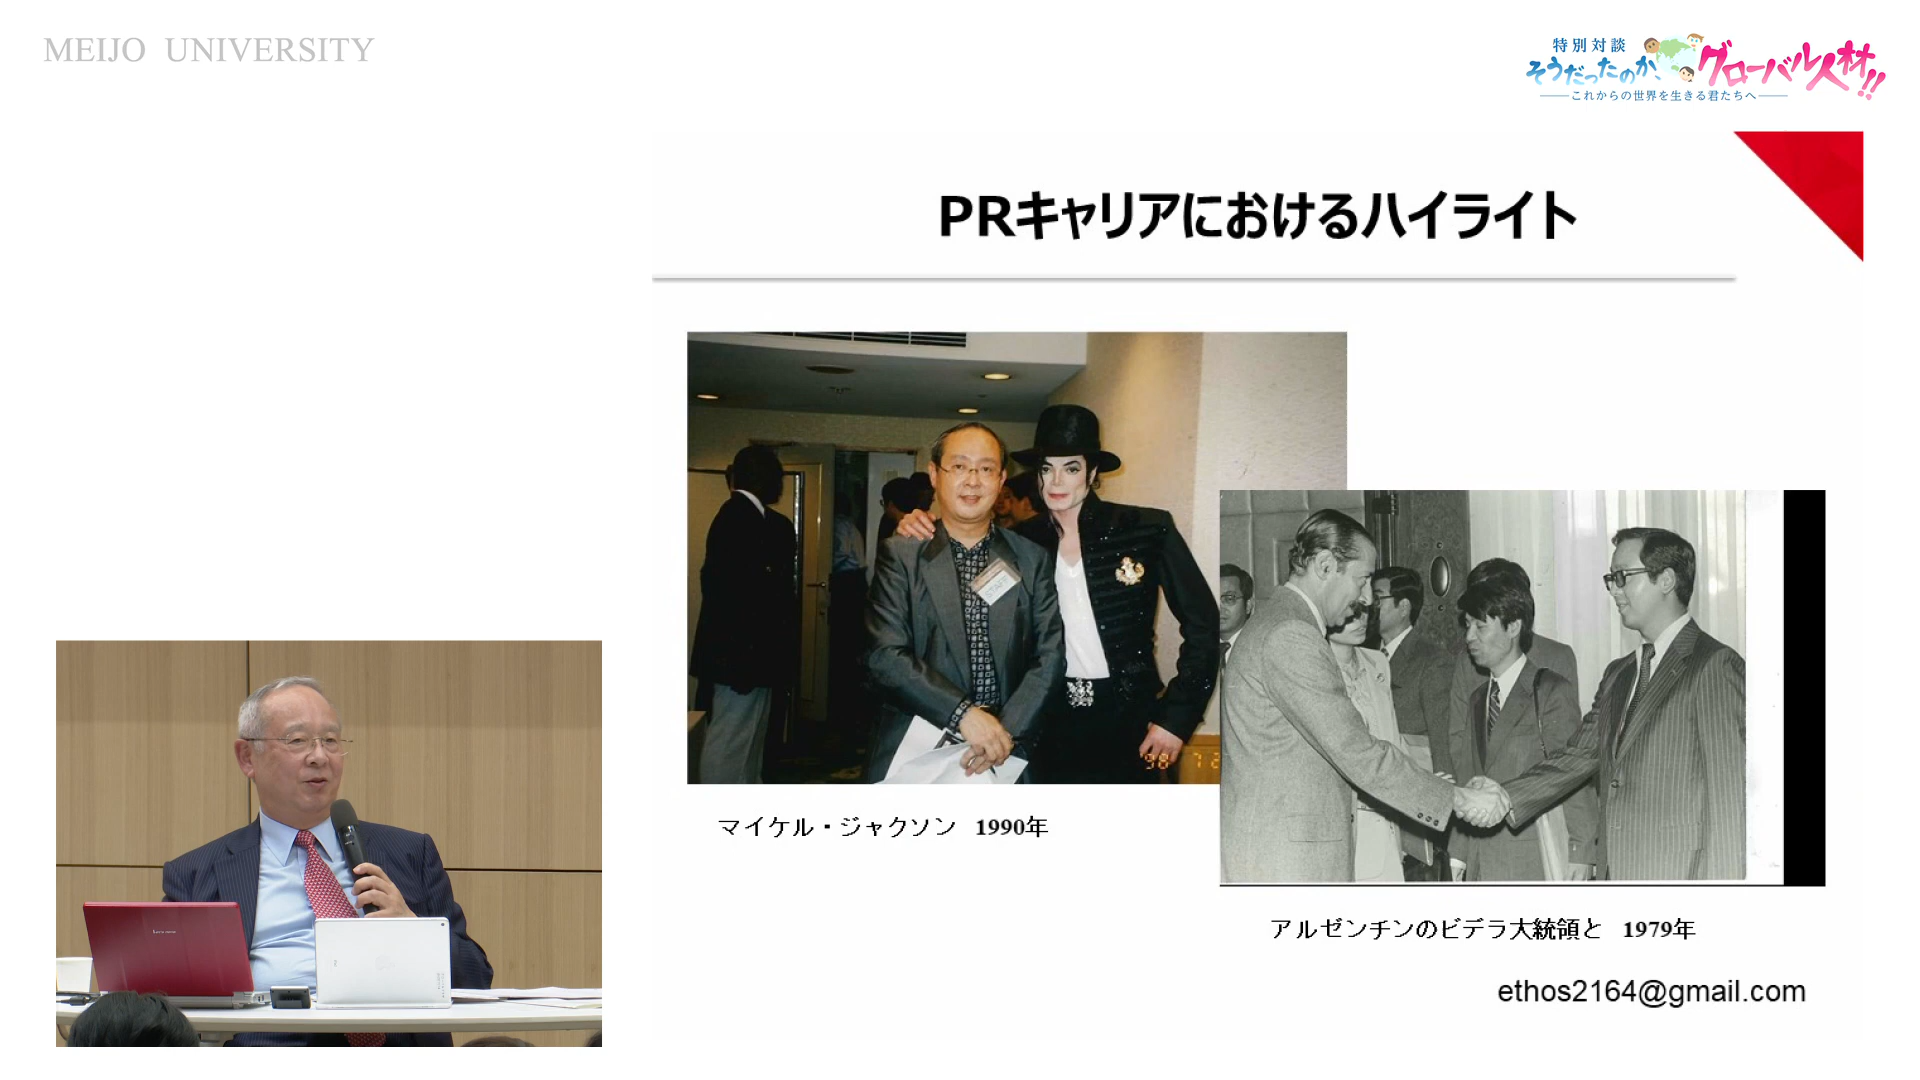 MEIJO UNIVERSITY
特別対談
そうだったのか、グローバル人材!!
これからの世界を生きる君たちへ
PRキャリアにおけるハイライト
'98 7 2
マイケル・ジャクソン 1990年
アルゼンチンのビデラ大統領と 1979年
ethos2164@gmail.com